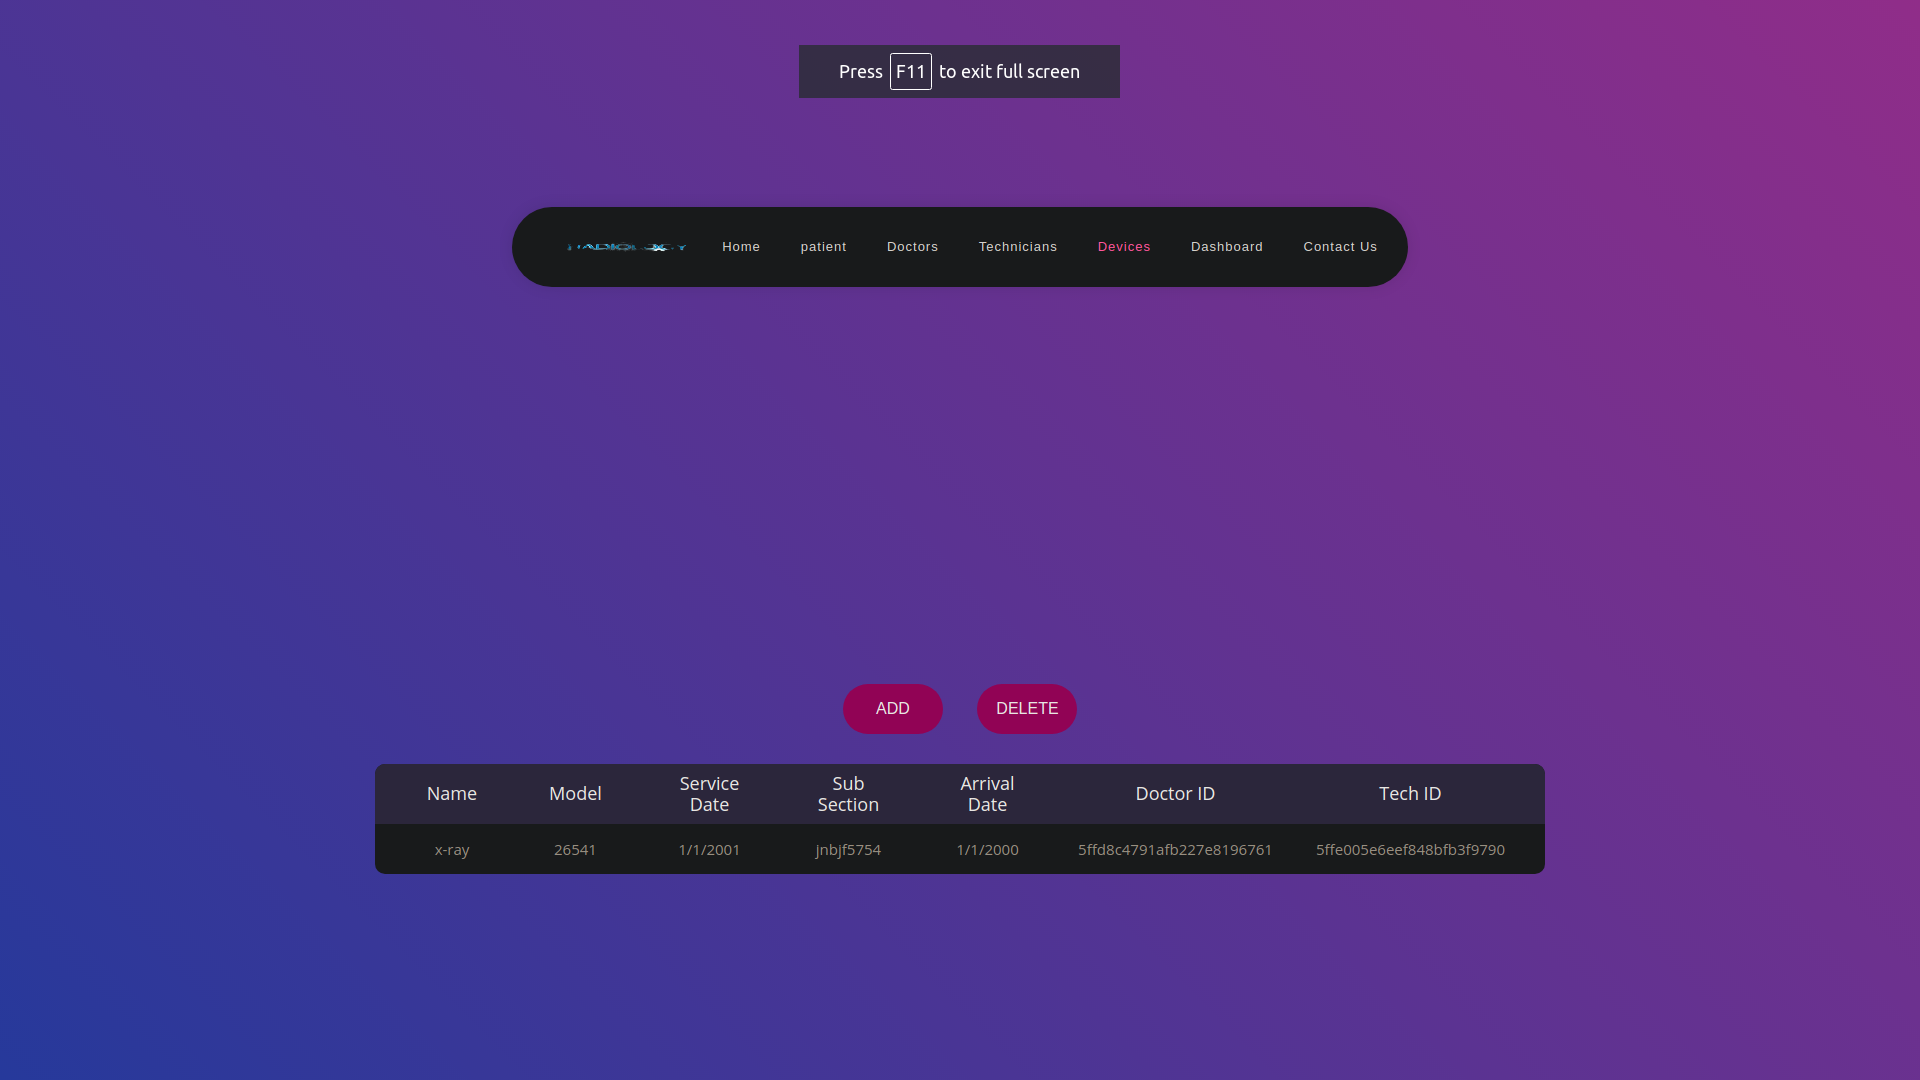 Press F11 to exit full screen
Home patient Doctors Technicians Devices Dashboard Contact Us
ADD DELETE
Name Model Service Date Sub Section Arrival Date Doctor ID Tech ID
x-ray 26541 1/1/2001 jnbjf5754 1/1/2000 5ffd8c4791afb227e8196761 5ffe005e6eef848bfb3f9790